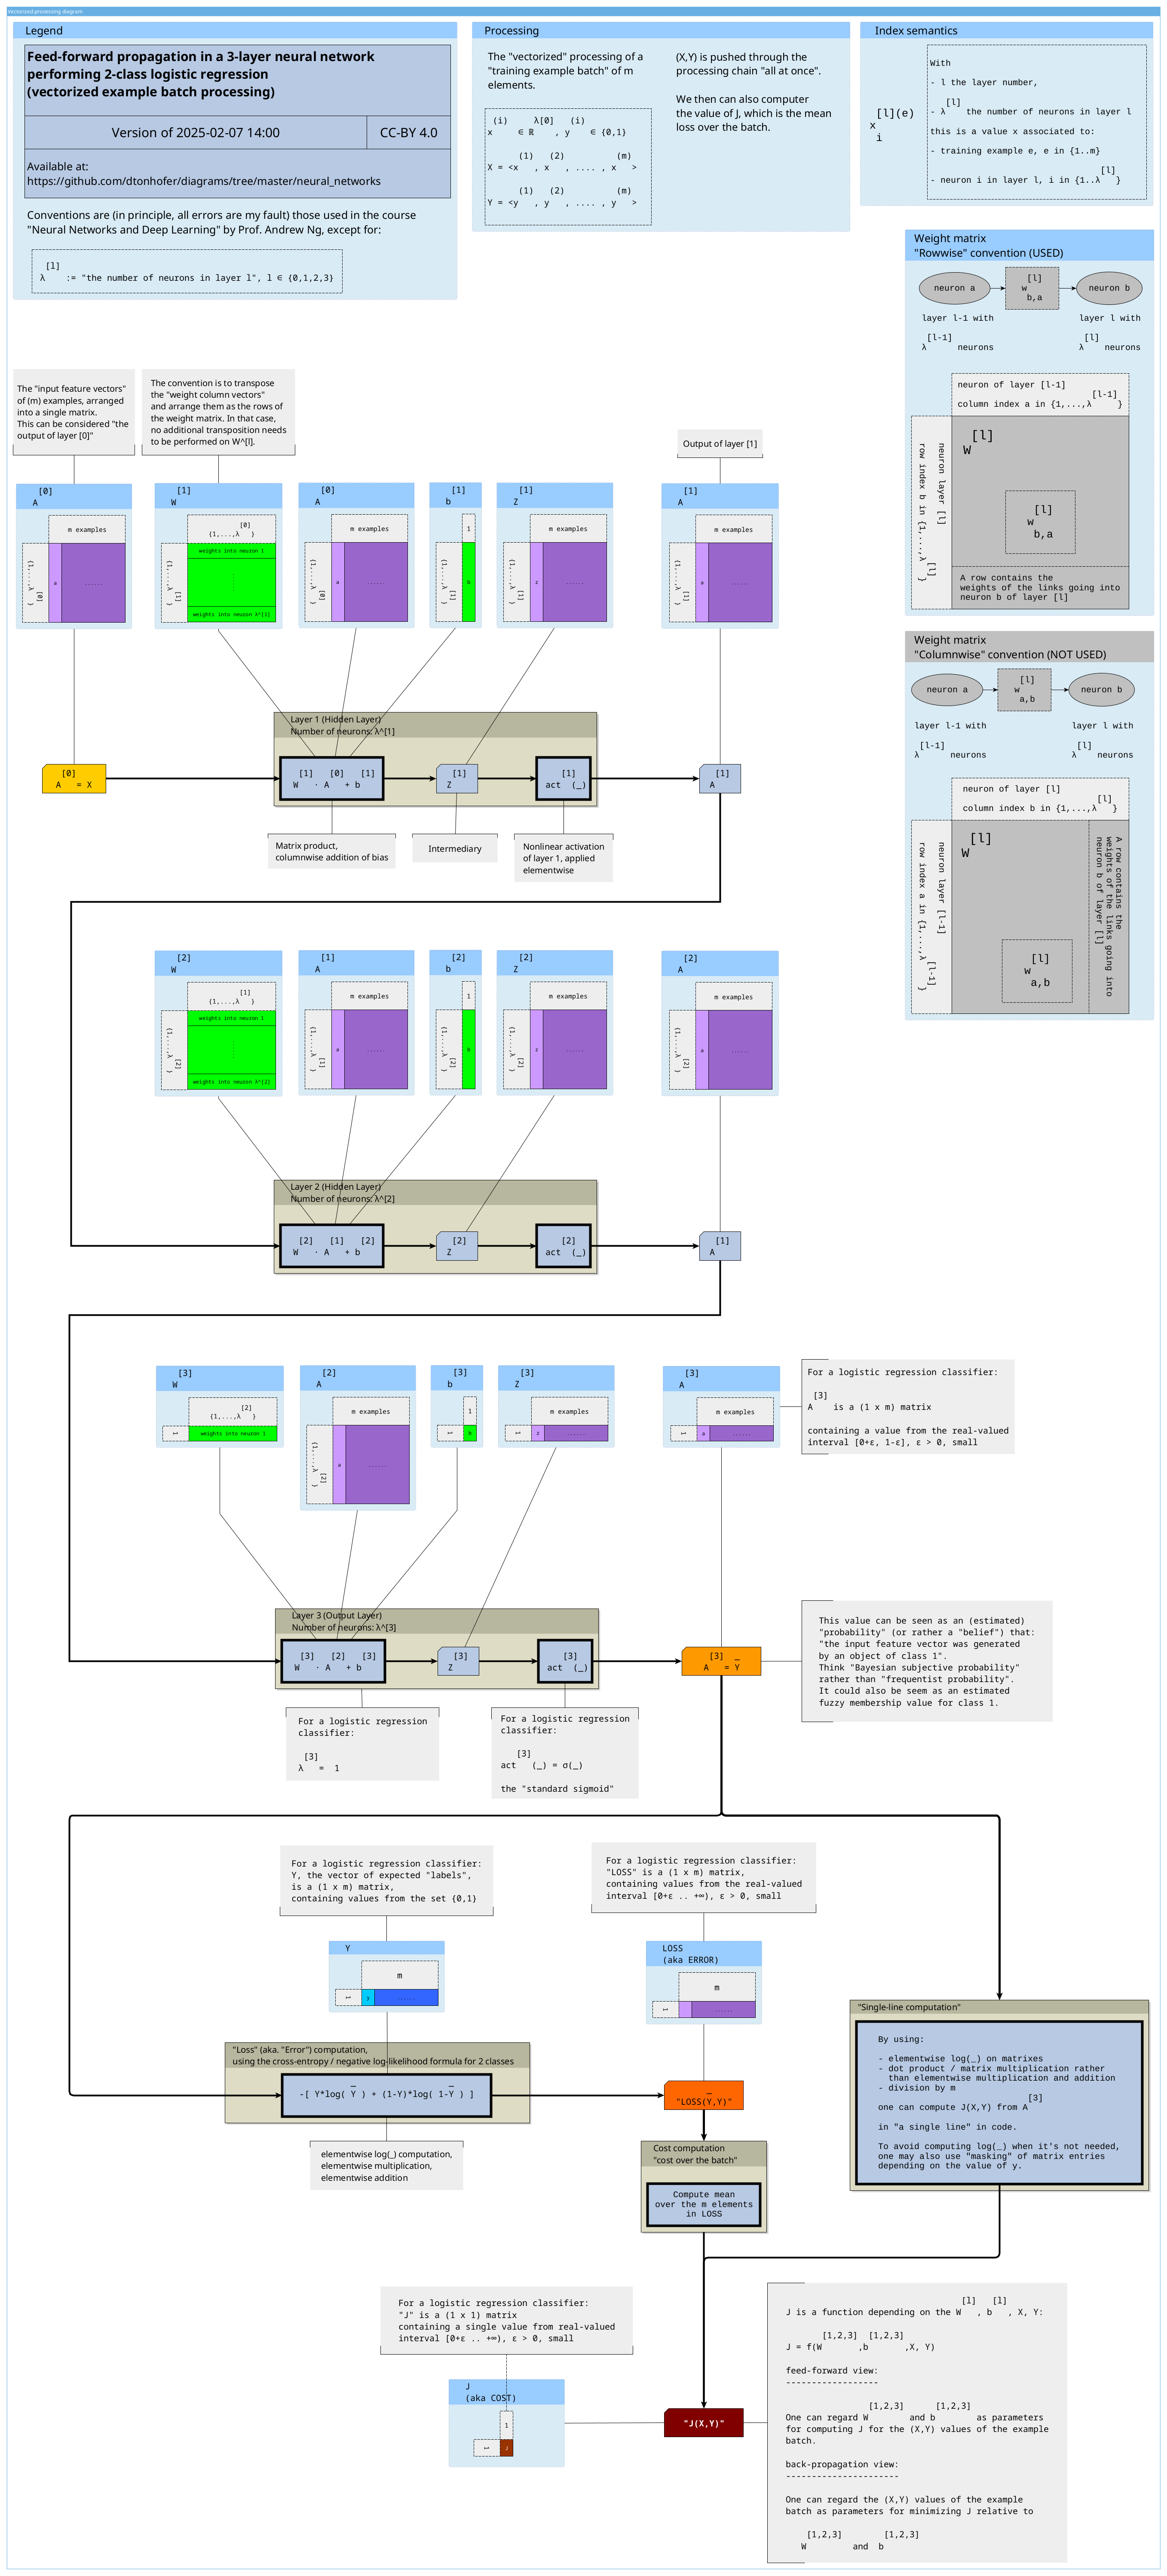 Vectorized processing diagram
Legend
Feed-forward propagation in a 3-layer neural network
performing 2-class logistic regression
(vectorized example batch processing)
Version of 2025-02-07 14:00
CC-BY 4.0
Available at:
https://github.com/dtonhofer/diagrams/tree/master/neural_networks
Conventions are (in principle, all errors are my fault) those used in the course
"Neural Networks and Deep Learning" by Prof. Andrew Ng, except for:
[l]
λ := "the number of neurons in layer l", l ∈ {0,1,2,3}
Processing
The "vectorized" processing of a
"training example batch" of m
elements.
(i) λ[0] (i)
x ∈ ℝ , y ∈ {0,1}
(1) (2) (m)
X = <x , x , .... , x >
(1) (2) (m)
Y = <y , y , .... , y >
(X,Y) is pushed through the
processing chain "all at once".
We then can also computer
the value of J, which is the mean
loss over the batch.
Index semantics
[l](e)
x
i
With
- l the layer number,
[l]
- λ the number of neurons in layer l
this is a value x associated to:
- training example e, e in {1..m}
[l]
- neuron i in layer l, i in {1..λ }
Weight matrix
"Rowwise" convention (USED)
neuron a
[l]
w
b,a
neuron b
layer l-1 with
[l-1]
λ neurons
layer l with
[l]
λ neurons
neuron of layer [l-1]
[l-1]
column index a in {1,...,λ }
neuron layer [l]
row index b in {1,...,λ }
[l]
[l]
W
[l]
w
b,a
A row contains the
weights of the links going into
neuron b of layer [l]
Weight matrix
"Columnwise" convention (NOT USED)
neuron a
[l]
w
a,b
neuron b
layer l-1 with
[l-1]
λ neurons
layer l with
[l]
λ neurons
neuron of layer [l]
[l]
column index b in {1,...,λ }
neuron layer [l-1]
row index a in {1,...,λ }
[l-1]
[l]
W
A row contains the
weights of the links going into
neuron b of layer [l]
[l]
w
a,b
The "input feature vectors"
of (m) examples, arranged
into a single matrix.
This can be considered "the
output of layer [0]"
The convention is to transpose
the "weight column vectors"
and arrange them as the rows of
the weight matrix. In that case,
no additional transposition needs
to be performed on W^[l].
Output of layer [1]
[0]
A
m examples
{1,...,λ }
[0]
a
......
[1]
W
[0]
{1,...,λ }
{1,...,λ }
[1]
weights into neuron 1
weights into neuron λ^[1]
[0]
A
m examples
{1,...,λ }
[0]
a
......
[1]
b
1
{1,...,λ }
[1]
b
[1]
Z
m examples
{1,...,λ }
[1]
z
......
[1]
A
m examples
{1,...,λ }
[1]
a
......
Layer 1 (Hidden Layer)
Number of neurons: λ^[1]
[0]
A = X
[1] [0] [1]
W · A + b
[1]
Z
[1]
act (_)
[1]
A
Matrix product,
columnwise addition of bias
Intermediary
Nonlinear activation
of layer 1, applied
elementwise
[2]
W
[1]
{1,...,λ }
{1,...,λ }
[2]
weights into neuron 1
weights into neuron λ^[2]
[1]
A
m examples
{1,...,λ }
[1]
a
......
[2]
b
1
{1,...,λ }
[2]
b
[2]
Z
m examples
{1,...,λ }
[2]
z
......
[2]
A
m examples
{1,...,λ }
[2]
a
......
Layer 2 (Hidden Layer)
Number of neurons: λ^[2]
[2] [1] [2]
W · A + b
[2]
Z
[2]
act (_)
[1]
A
[3]
W
[2]
{1,...,λ }
1
weights into neuron 1
[2]
A
m examples
{1,...,λ }
[2]
a
......
[3]
b
1
1
b
[3]
Z
m examples
1
z
......
[3]
A
m examples
1
a
......
For a logistic regression classifier:
[3]
A is a (1 x m) matrix
containing a value from the real-valued
interval [0+ε, 1-ε], ε > 0, small
Layer 3 (Output Layer)
Number of neurons: λ^[3]
[3] [2] [3]
W · A + b
[3]
Z
[3]
act (_)
[3] _
A = Y
This value can be seen as an (estimated)
"probability" (or rather a "belief") that:
"the input feature vector was generated
by an object of class 1".
Think "Bayesian subjective probability"
rather than "frequentist probability".
It could also be seem as an estimated
fuzzy membership value for class 1.
For a logistic regression
classifier:
[3]
λ = 1
For a logistic regression
classifier:
[3]
act (_) = σ(_)
the "standard sigmoid"
For a logistic regression classifier:
Y, the vector of expected "labels",
is a (1 x m) matrix,
containing values from the set {0,1}
For a logistic regression classifier:
"LOSS" is a (1 x m) matrix,
containing values from the real-valued
interval [0+ε .. +∞), ε > 0, small
Y
m
1
y
......
LOSS
(aka ERROR)
m
1
......
"Loss" (aka. "Error") computation,
using the cross-entropy / negative log-likelihood formula for 2 classes
_ _
-[ Y*log( Y ) + (1-Y)*log( 1-Y ) ]
_
"LOSS(Y,Y)"
elementwise log(_) computation,
elementwise multiplication,
elementwise addition
"Single-line computation"
By using:
- elementwise log(_) on matrixes
- dot product / matrix multiplication rather
than elementwise multiplication and addition
- division by m
[3]
one can compute J(X,Y) from A
in "a single line" in code.
To avoid computing log(_) when it's not needed,
one may also use "masking" of matrix entries
depending on the value of y.
Cost computation
"cost over the batch"
Compute mean
over the m elements
in LOSS
For a logistic regression classifier:
"J" is a (1 x 1) matrix
containing a single value from real-valued
interval [0+ε .. +∞), ε > 0, small
J
(aka COST)
1
1
J
"J(X,Y)"
[l] [l]
J is a function depending on the W , b , X, Y:
[1,2,3] [1,2,3]
J = f(W ,b ,X, Y)
feed-forward view:
------------------
[1,2,3] [1,2,3]
One can regard W and b as parameters
for computing J for the (X,Y) values of the example
batch.
back-propagation view:
----------------------
One can regard the (X,Y) values of the example
batch as parameters for minimizing J relative to
[1,2,3] [1,2,3]
W and b